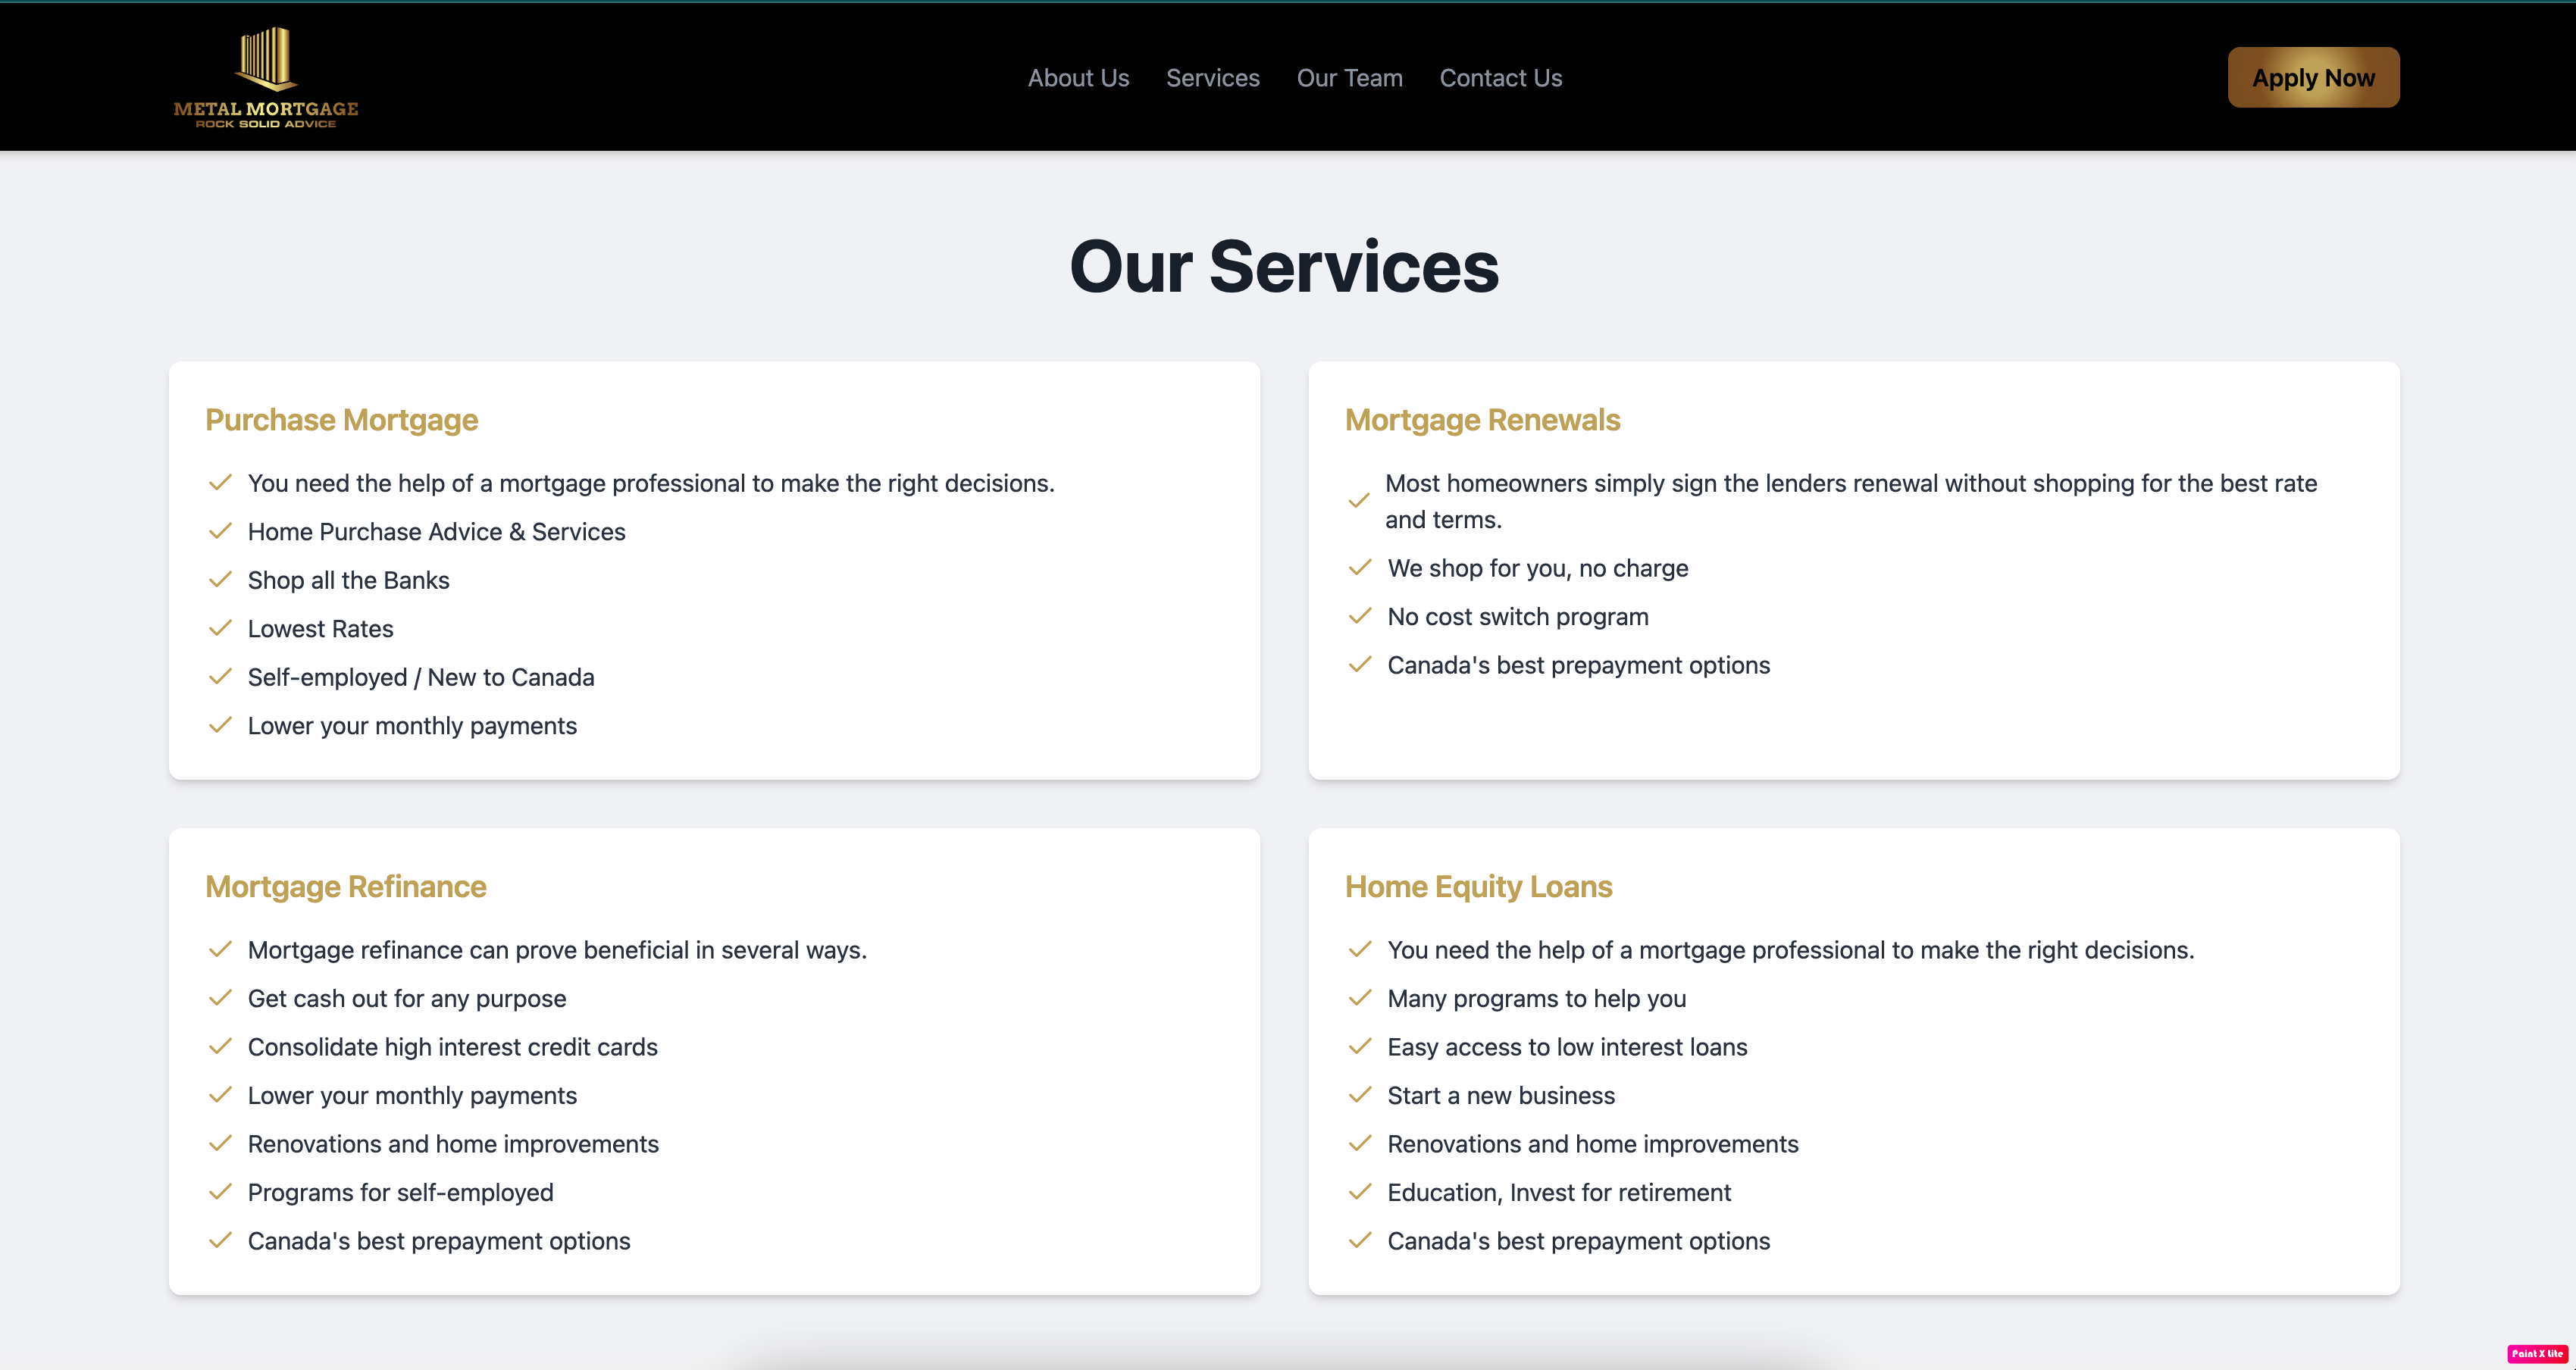 METAL MORTGAGE
ROCK SOLID ADVICE
About Us
Services
Our Team
Contact Us
Apply Now
Our Services
Purchase Mortgage
You need the help of a mortgage professional to make the right decisions.
Home Purchase Advice & Services
Shop all the Banks
Lowest Rates
Self-employed / New to Canada
Lower your monthly payments
Mortgage Renewals
Most homeowners simply sign the lenders renewal without shopping for the best rate
and terms.
We shop for you, no charge
No cost switch program
Canada's best prepayment options
Mortgage Refinance
Mortgage refinance can prove beneficial in several ways.
Get cash out for any purpose
Consolidate high interest credit cards
Lower your monthly payments
Renovations and home improvements
Programs for self-employed
Canada's best prepayment options
Home Equity Loans
You need the help of a mortgage professional to make the right decisions.
Many programs to help you
Easy access to low interest loans
Start a new business
Renovations and home improvements
Education, Invest for retirement
Canada's best prepayment options
Paint X Lite